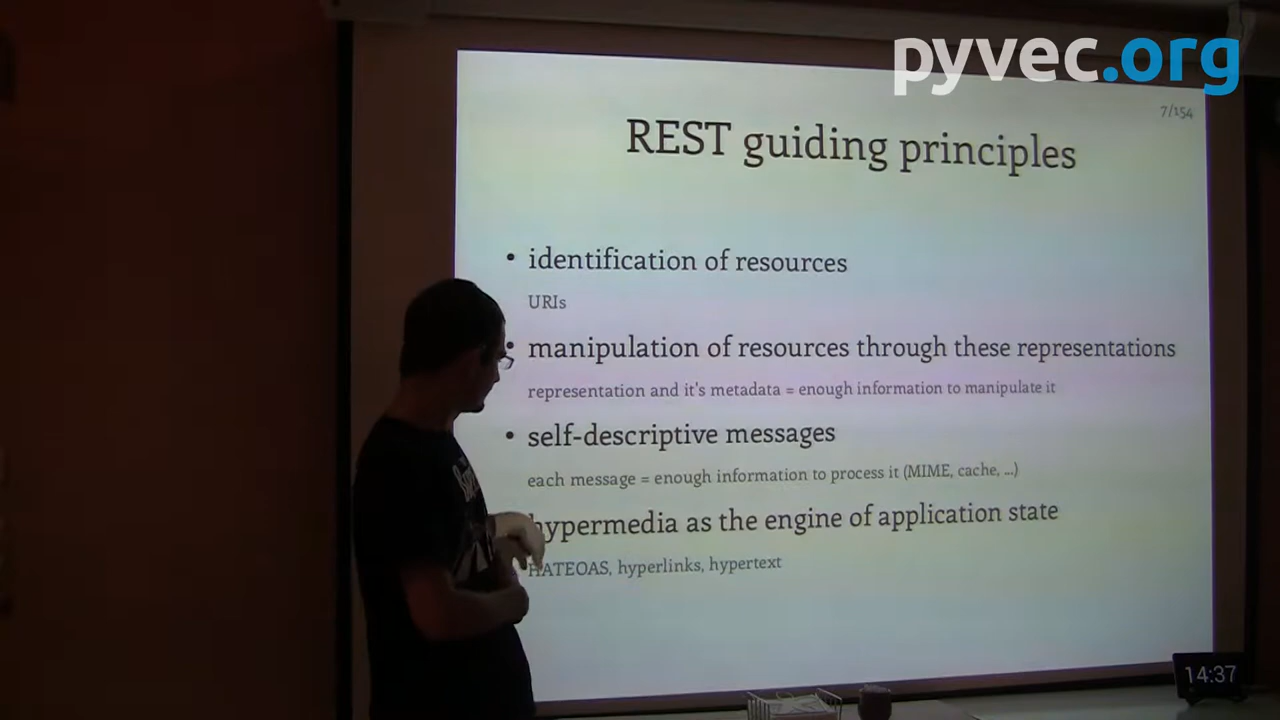 pyvec.org
7/154
REST guiding principles
• identification of resources
URIs
• manipulation of resources through these representations
representation and it's metadata = enough information to manipulate it
• self-descriptive messages
each message = enough information to process it (MIME, cache, ...)
hypermedia as the engine of application state
HATEOAS, hyperlinks, hypertext
14:37